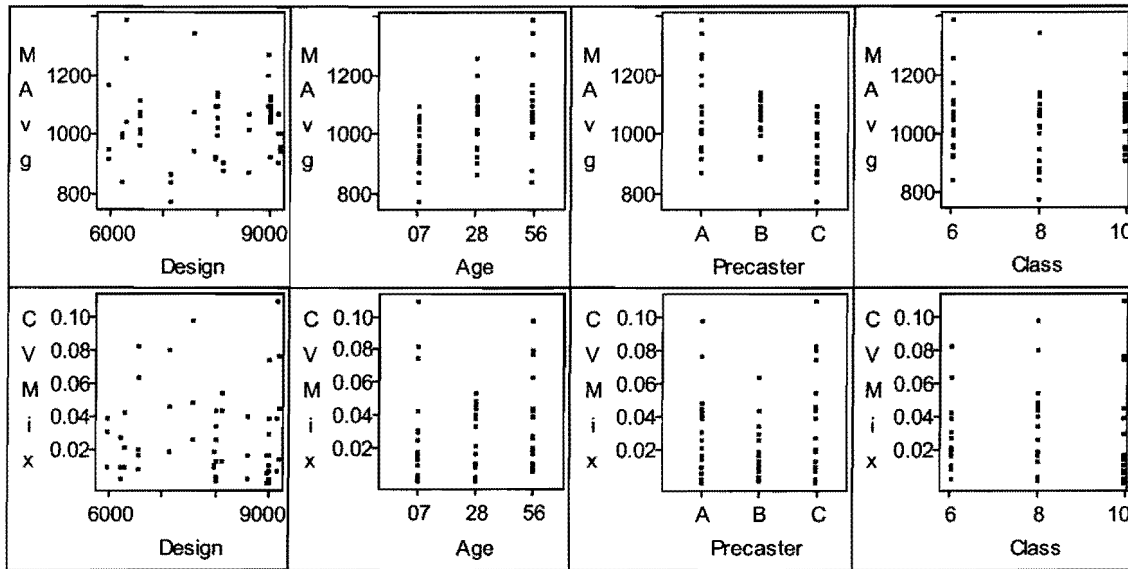 M A v g
1200
1000
800
6000 9000
Design
M A v g
1200
1000
800
07 28 56
Age
M A v g
1200
1000
800
A B C
Precaster
M A v g
1200
1000
800
6 8 10
Class
C V M i x
0.10
0.08
0.06
0.04
0.02
6000 9000
Design
C V M i x
0.10
0.08
0.06
0.04
0.02
07 28 56
Age
C V M i x
0.10
0.08
0.06
0.04
0.02
A B C
Precaster
C V M i x
0.10
0.08
0.06
0.04
0.02
6 8 10
Class